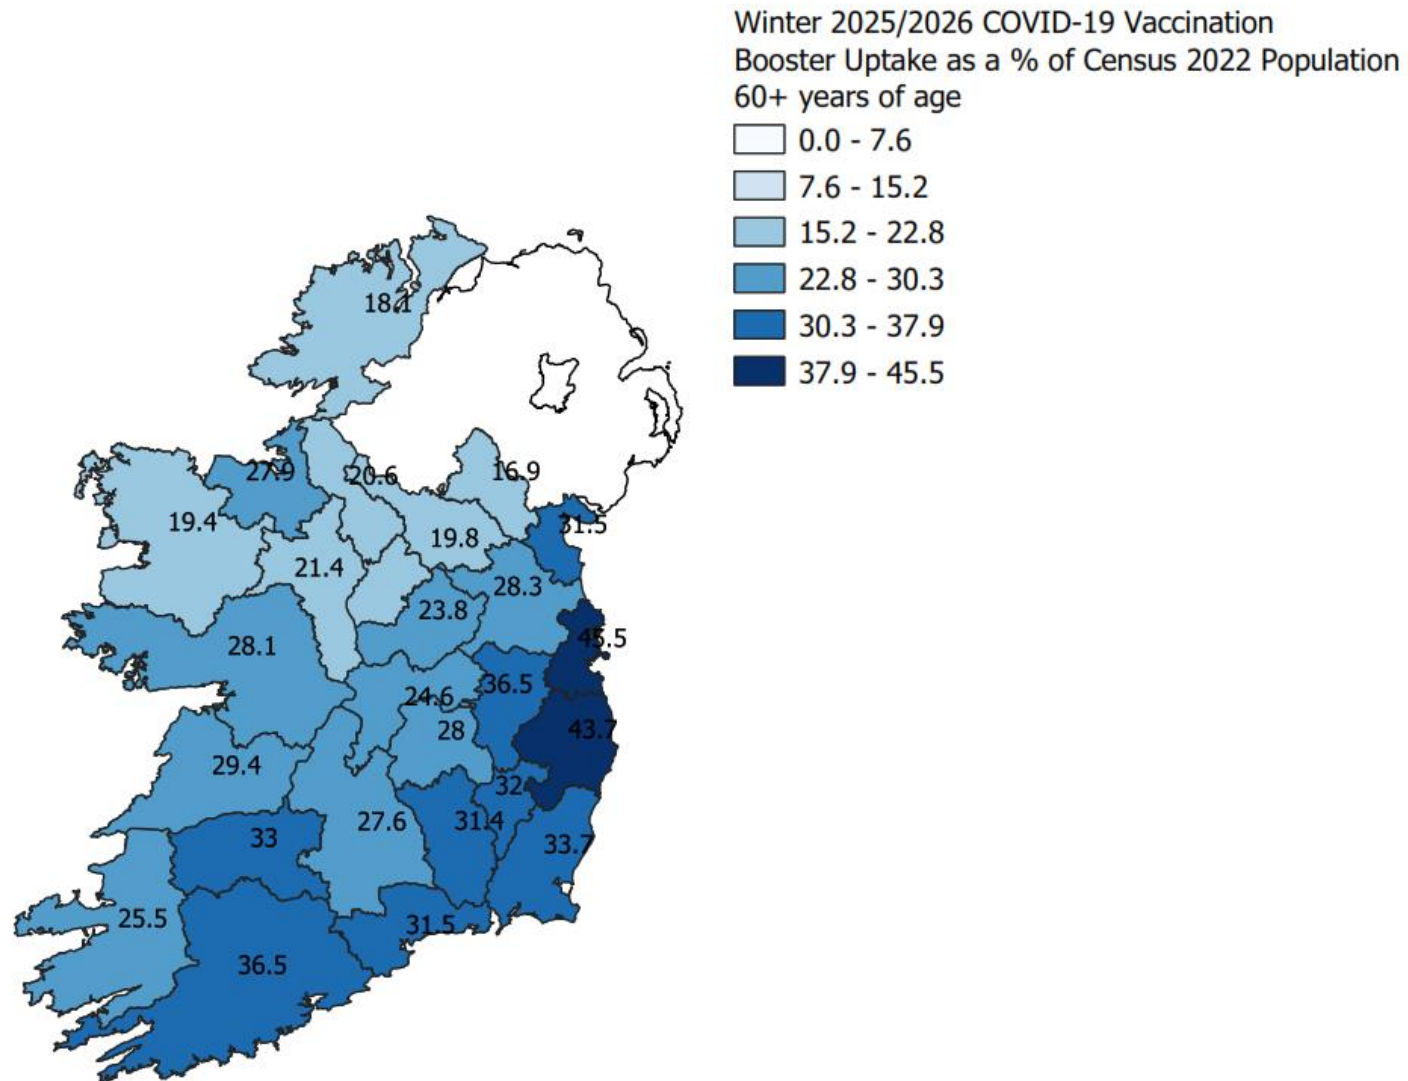 Winter 2025/2026 COVID-19 Vaccination
Booster Uptake as a % of Census 2022 Population
60+ years of age
0.0 - 7.6
7.6 - 15.2
15.2 - 22.8
22.8 - 30.3
30.3 - 37.9
37.9 - 45.5
18.1
27.9
20.6
16.9
19.4
31.5
19.8
21.4
28.3
23.8
28.1
45.5
24.6
36.5
28
43.7
29.4
32
27.6
31.4
33
33.7
25.5
31.5
36.5